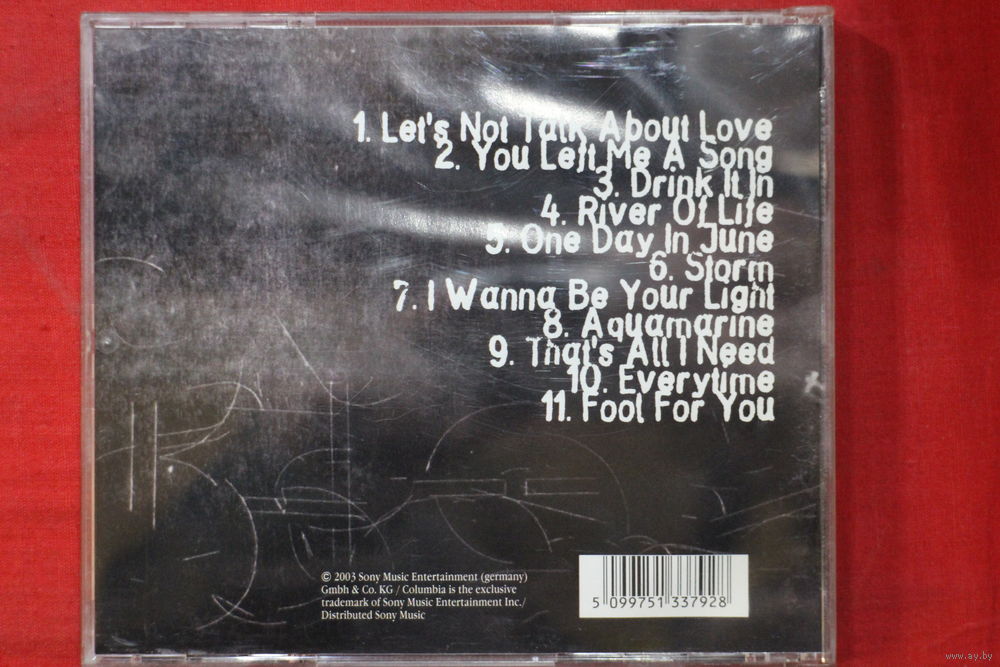 1. Let's Not Talk About Love
2. You Left Me A Song
3. Drink It In
4. River Of Life
5. One Day In June
6. Storm
7. I Wanna Be Your Light
8. Aquamarine
9. That's All I Need
10. Everytime
11. Fool For You
© 2003 Sony Music Entertainment (germany)
Gmbh & Co. KG / Columbia is the exclusive
trademark of Sony Music Entertainment Inc./
Distributed Sony Music
5 099751 337928
www.ay.by